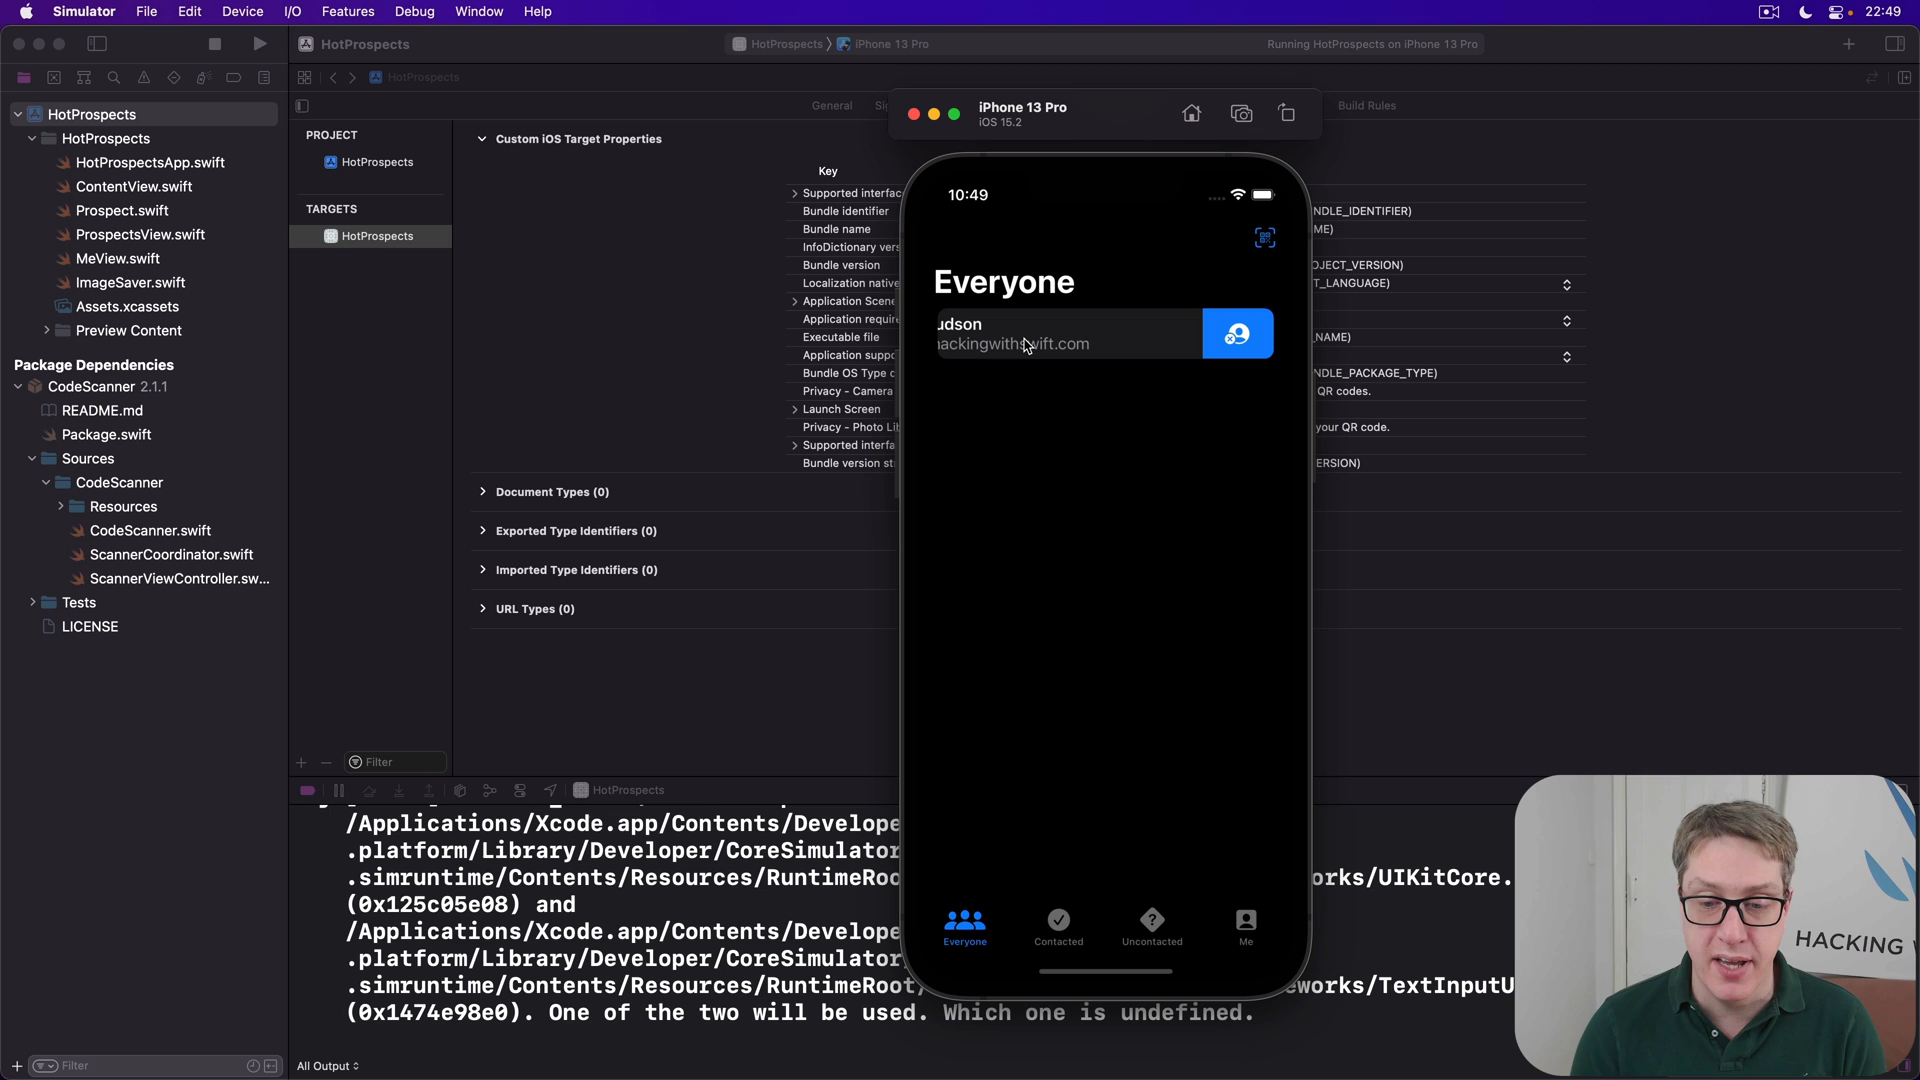 Simulator File Edit View Device I/O Features Debug Window Help 22:49
HotProspects
HotProspects 〉 iPhone 13 Pro
Running HotProspects on iPhone 13 Pro
HotProspects
General
Build Rules
HotProspects
HotProspects
HotProspectsApp.swift
ContentView.swift
Prospect.swift
ProspectsView.swift
MeView.swift
ImageSaver.swift
Assets.xcassets
Preview Content
Package Dependencies
CodeScanner 2.1.1
README.md
Package.swift
Sources
CodeScanner
Resources
CodeScanner.swift
ScannerCoordinator.swift
ScannerViewController.sw...
Tests
LICENSE
Filter
PROJECT
HotProspects
TARGETS
HotProspects
Filter
Custom iOS Target Properties
Key
Supported interfac
Bundle identifier
NDLE_IDENTIFIER)
Bundle name
ME)
InfoDictionary vers
Bundle version
OJECT_VERSION)
Localization native
T_LANGUAGE)
Application Scene
Application require
Executable file
_NAME)
Application suppo
Bundle OS Type c
NDLE_PACKAGE_TYPE)
Privacy - Camera
QR codes.
Launch Screen
Privacy - Photo Lib
your QR code.
Supported interfa
Bundle version st
ERSION)
Document Types (0)
Exported Type Identifiers (0)
Imported Type Identifiers (0)
URL Types (0)
iPhone 13 Pro
iOS 15.2
10:49
Everyone
udson
hackingwithswift.com
Everyone
Contacted
Uncontacted
Me
HotProspects
/Applications/Xcode.app/Contents/Develope
.platform/Library/Developer/CoreSimulator
.simruntime/Contents/Resources/RuntimeRoo
orks/UIKitCore.
(0x125c05e08) and
/Applications/Xcode.app/Contents/Develope
.platform/Library/Developer/CoreSimulator
.simruntime/Contents/Resources/RuntimeRoot/
eworks/TextInputU
(0x1474e98e0). One of the two will be used. Which one is undefined.
All Output
HACKING